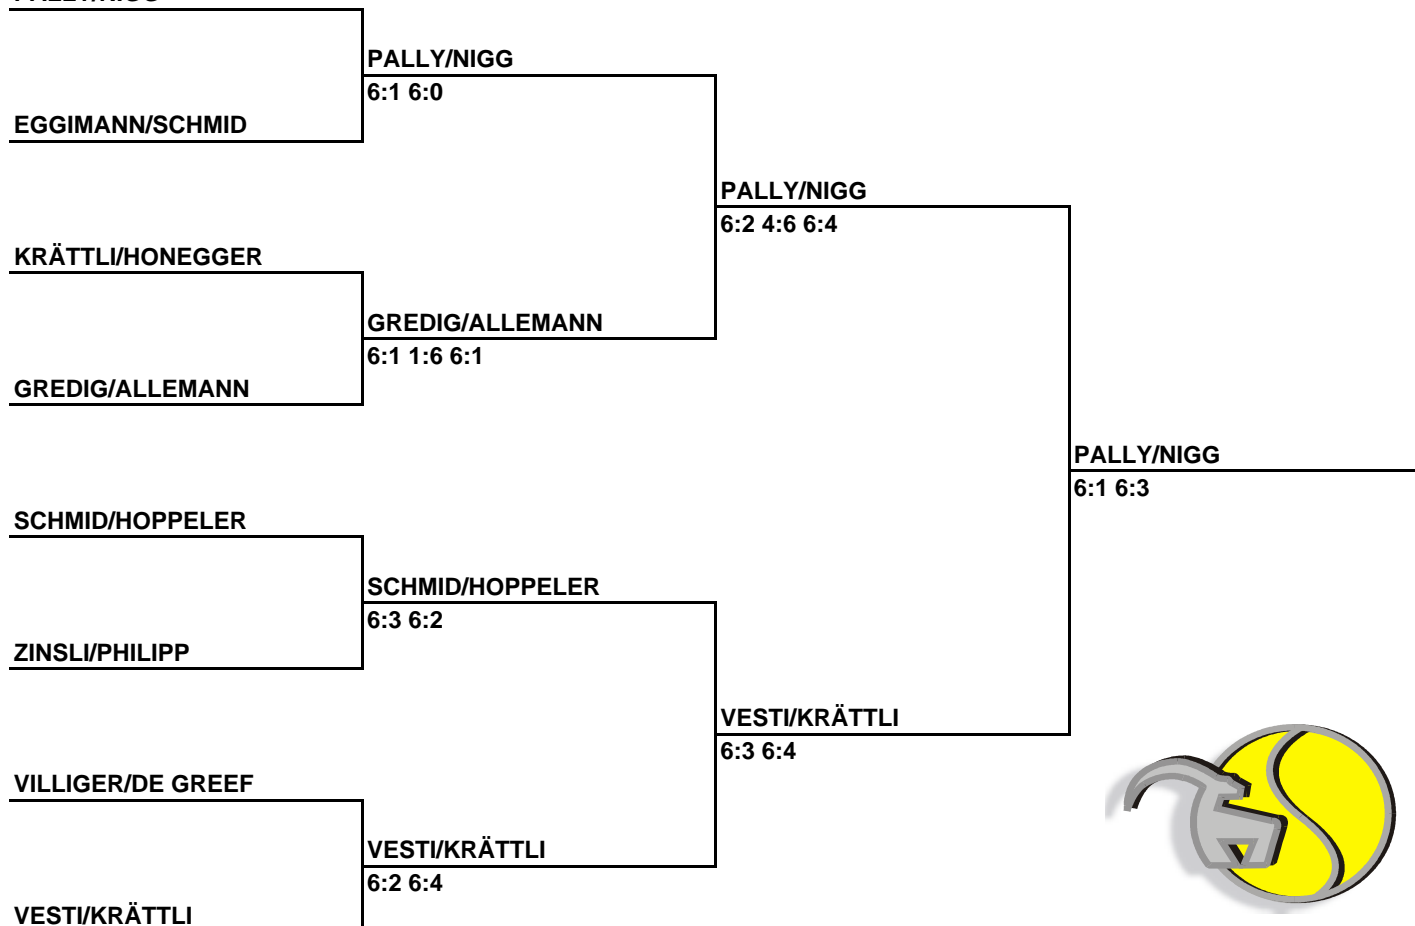 PALLY/NIGG
PALLY/NIGG
6:1 6:0
EGGIMANN/SCHMID
PALLY/NIGG
6:2 4:6 6:4
KRÄTTLI/HONEGGER
GREDIG/ALLEMANN
6:1 1:6 6:1
GREDIG/ALLEMANN
PALLY/NIGG
6:1 6:3
SCHMID/HOPPELER
SCHMID/HOPPELER
6:3 6:2
ZINSLI/PHILIPP
VESTI/KRÄTTLI
6:3 6:4
VILLIGER/DE GREEF
VESTI/KRÄTTLI
6:2 6:4
VESTI/KRÄTTLI